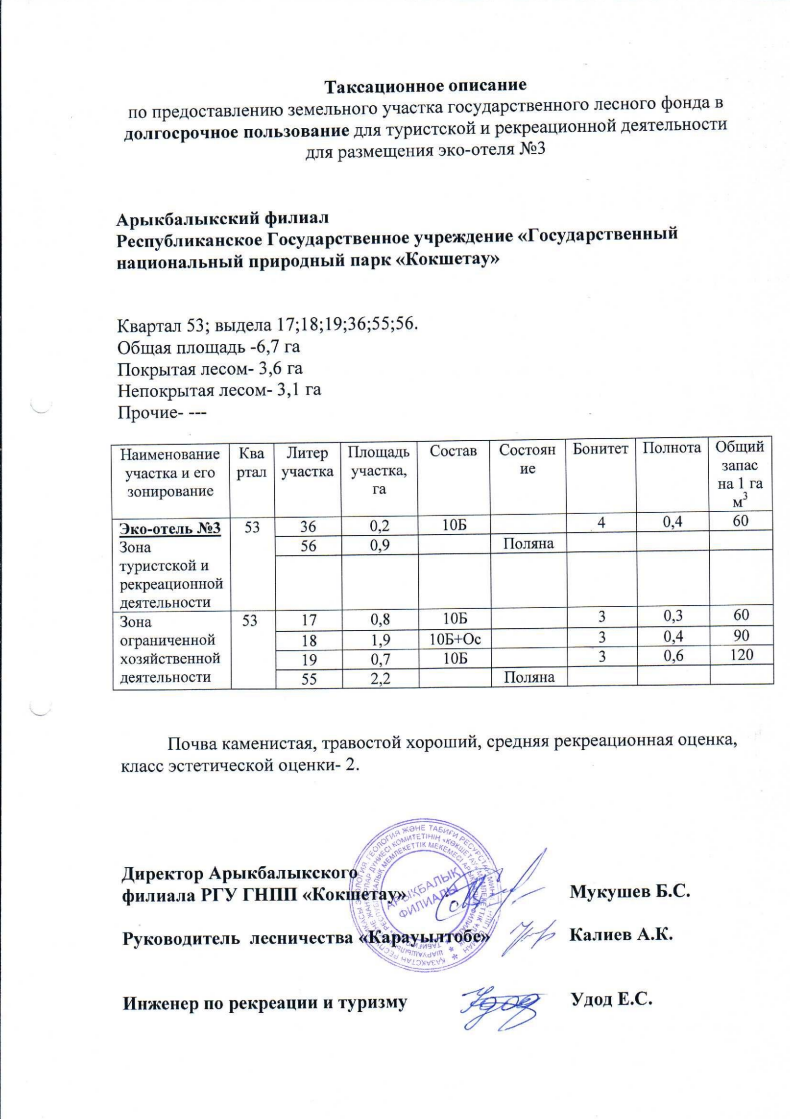 Таксационное описание
по предоставлению земельного участка государственного лесного фонда в
долгосрочное пользование для туристской и рекреационной деятельности
для размещения эко-отеля №3
Арыкбалыкский филиал
Республиканское Государственное учреждение «Государственный
национальный природный парк «Кокшетау»
Квартал 53; выдела 17;18;19;36;55;56.
Общая площадь -6,7 га
Покрытая лесом- 3,6 га
Непокрытая лесом- 3,1 га
Прочие- ---
Наименование Ква Литер Площадь Состав Состоян Бонитет Полнота Общий
участка и его ртал участка участка, ие запас
зонирование га на 1 га
м3
Эко-отель №3 53 36 0,2 10Б 4 0,4 60
Зона 56 0,9 Поляна
туристской и
рекреационной
деятельности
Зона 53 17 0,8 10Б 3 0,3 60
ограниченной 18 1,9 10Б+Ос 3 0,4 90
хозяйственной 19 0,7 10Б 3 0,6 120
деятельности 55 2,2 Поляна
Почва каменистая, травостой хороший, средняя рекреационная оценка,
класс эстетической оценки- 2.
Директор Арыкбалыкского
филиала РГУ ГНПП «Кокшетау» Мукушев Б.С.
АРЫҚБАЛЫҚ
ФИЛИАЛЫ
Руководитель лесничества «Карауылтобе» Калиев А.К.
Инженер по рекреации и туризму Удод Е.С.